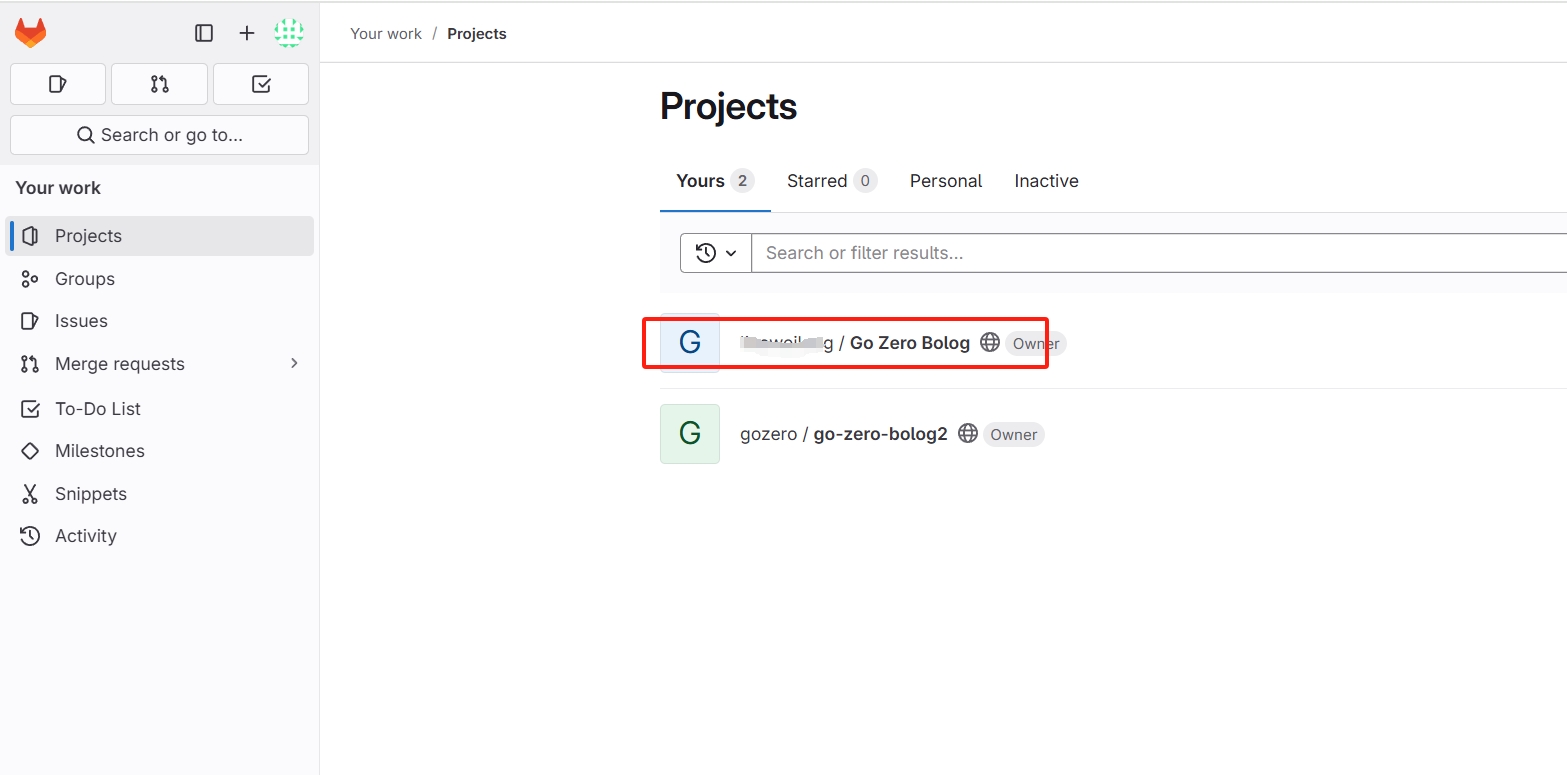 Your work / Projects
Search or go to...
Your work
Projects
Groups
Issues
Merge requests
To-Do List
Milestones
Snippets
Activity
Projects
Yours 2 Starred 0 Personal Inactive
Search or filter results...
G / Go Zero Bolog Owner
G gozero / go-zero-bolog2 Owner